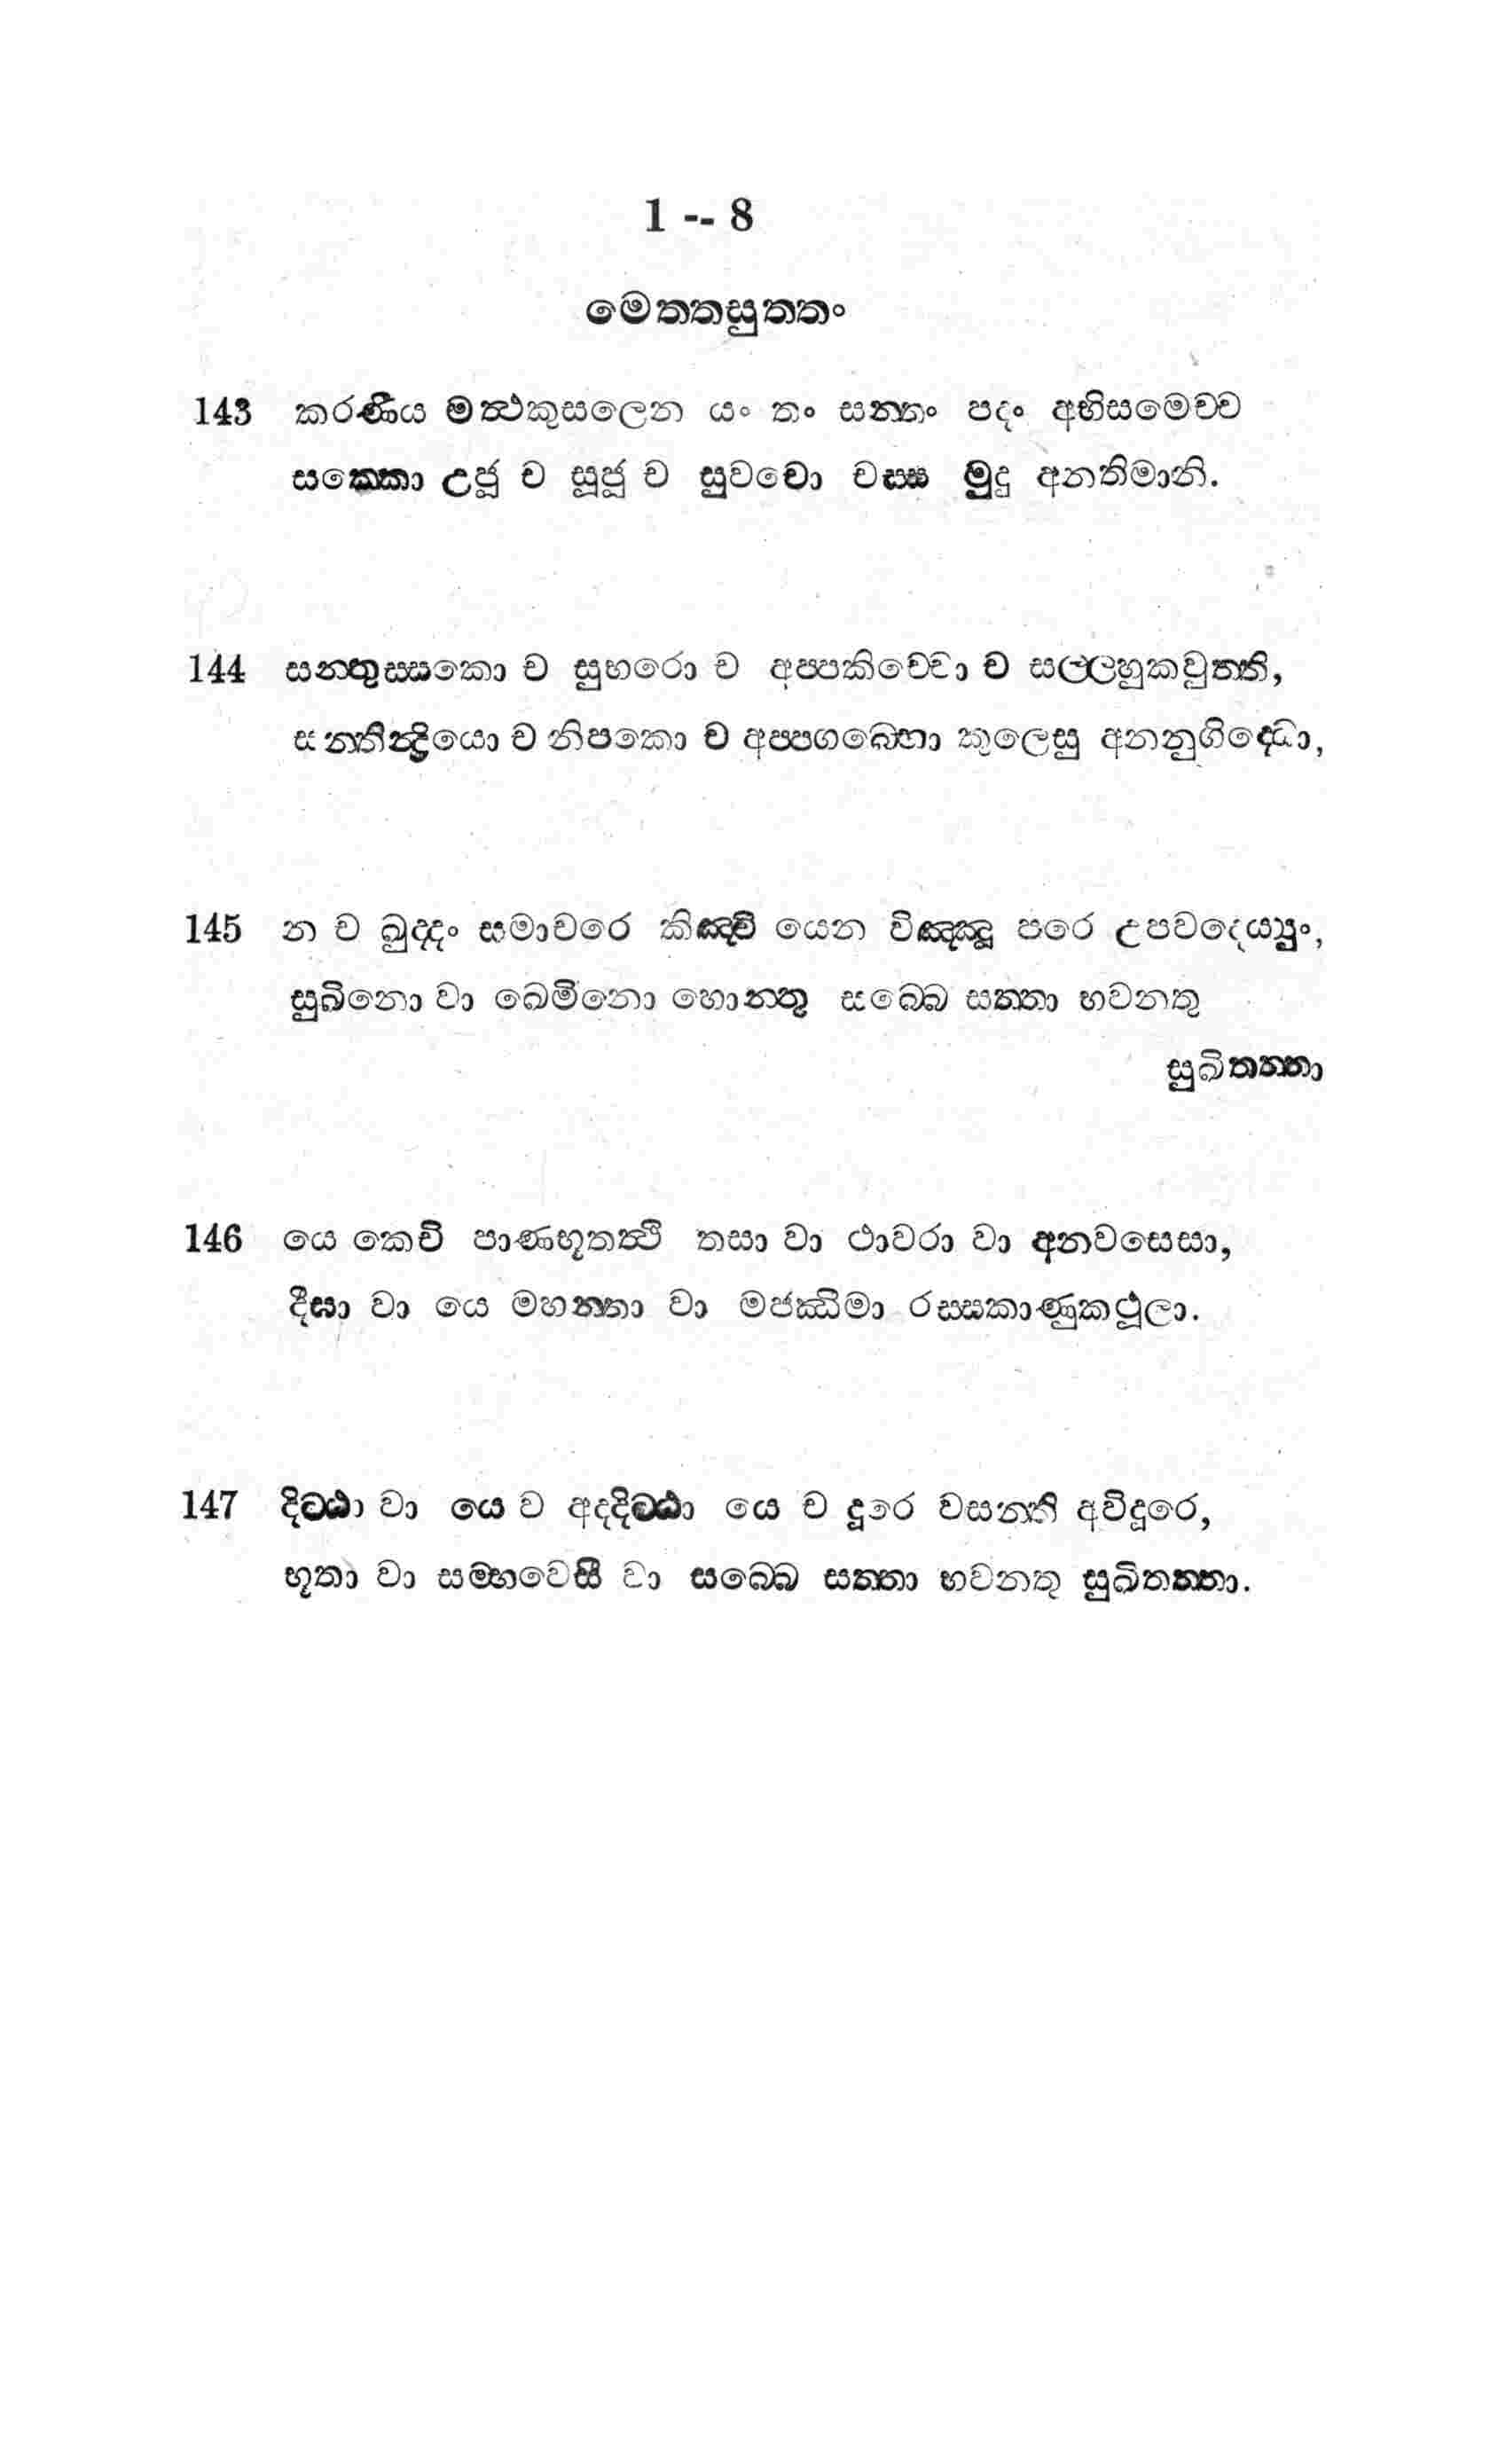 1 -- 8
මෙත්තසුත්තං
143 කරණීය මත්ථකුසලෙන යං තං සන්තං පදං අභිසමෙච්ච
සක්කො උජූ ච සූජූ ච සුවචො චස්ස මුදු අනතිමානි.
144 සන්තුස්සකො ච සුභරො ච අප්පකිච්චො ච සල්ලහුකවුත්ති,
සන්තින්ද්‍රියො ච නිපකො ච අප්පගබ්භො කුලෙසු අනනුගිද්ධො,
145 න ච ඛුද්දං සමාචරෙ කිඤ්චි යෙන විඤ්ඤූ පරෙ උපවදෙය්‍යුං,
සුඛිනො වා ඛෙමිනො හොන්තු සබ්බෙ සත්තා භවන්තු
සුඛිතත්තා
146 යෙ කෙචි පාණභූතත්ථි තසා වා ථාවරා වා අනවසෙසා,
දීඝා වා යෙ මහන්තා වා මජ්ඣිමා රස්සකාණුකථූලා.
147 දිට්ඨා වා යෙ ව අද්දිට්ඨා යෙ ච දූරෙ වසන්ති අවිදූරෙ,
භූතා වා සම්භවෙසී වා සබ්බෙ සත්තා භවන්තු සුඛිතත්තා.